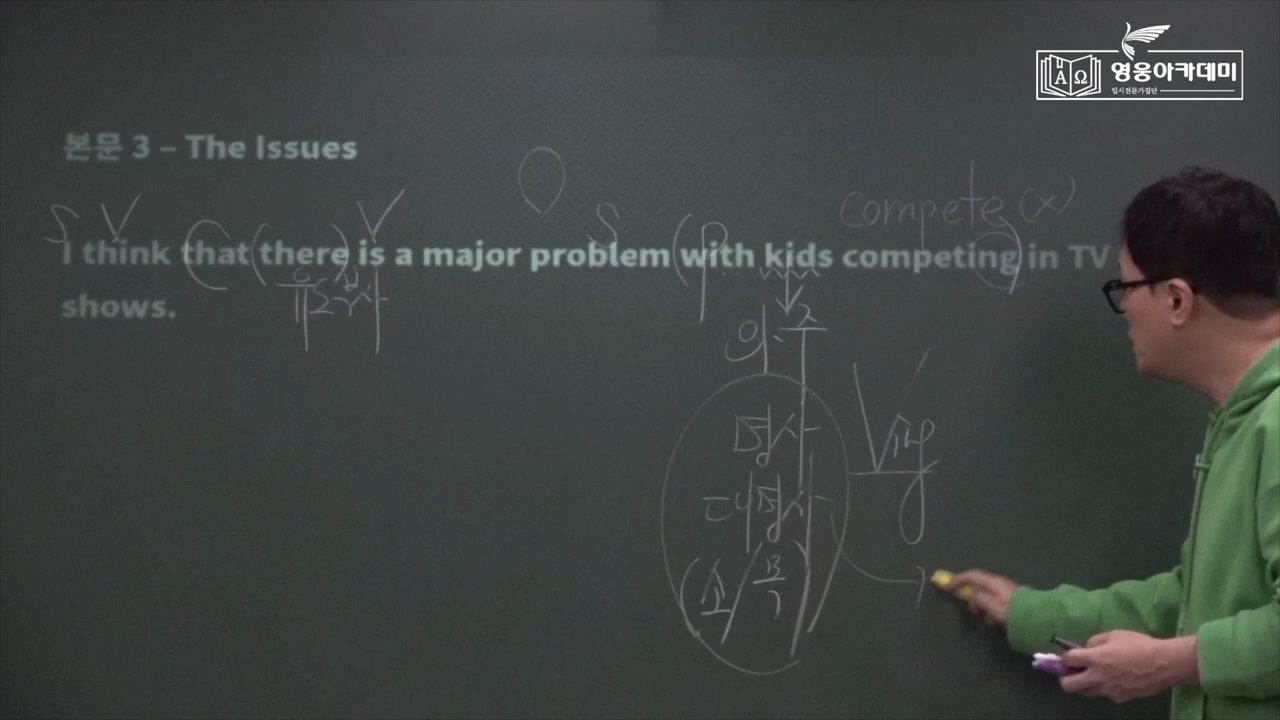 영웅아카데미
입시전문가집단
본문 3 – The Issues
compete (x)
S V C ( ) V S ( P
I think that there is a major problem with kids competing in TV
유도부사
shows.
의.주
명사
Ving
대명사
(소/목)